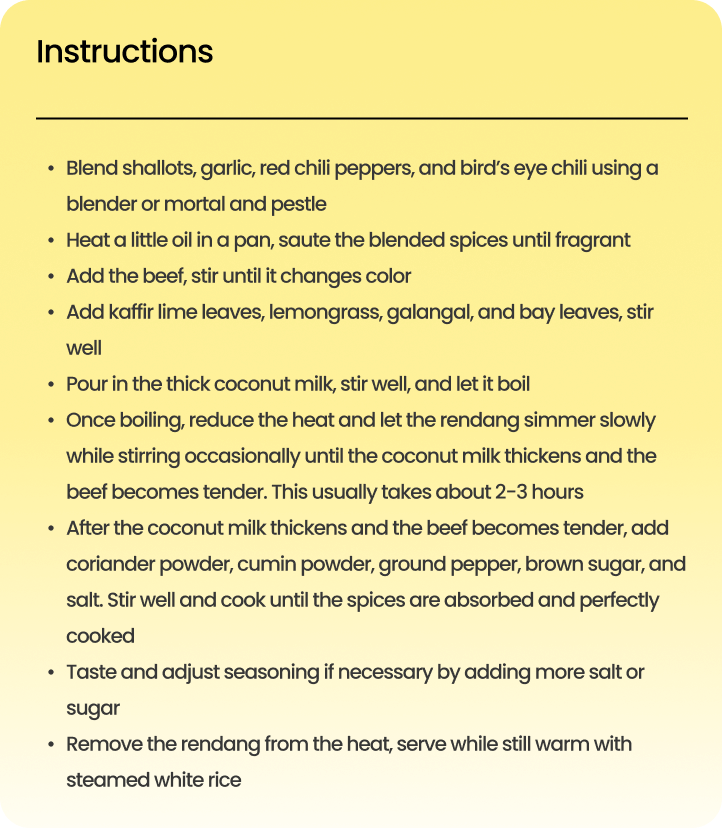 Instructions
• Blend shallots, garlic, red chili peppers, and bird’s eye chili using a
blender or mortal and pestle
• Heat a little oil in a pan, saute the blended spices until fragrant
• Add the beef, stir until it changes color
• Add kaffir lime leaves, lemongrass, galangal, and bay leaves, stir
well
• Pour in the thick coconut milk, stir well, and let it boil
• Once boiling, reduce the heat and let the rendang simmer slowly
while stirring occasionally until the coconut milk thickens and the
beef becomes tender. This usually takes about 2-3 hours
• After the coconut milk thickens and the beef becomes tender, add
coriander powder, cumin powder, ground pepper, brown sugar, and
salt. Stir well and cook until the spices are absorbed and perfectly
cooked
• Taste and adjust seasoning if necessary by adding more salt or
sugar
• Remove the rendang from the heat, serve while still warm with
steamed white rice